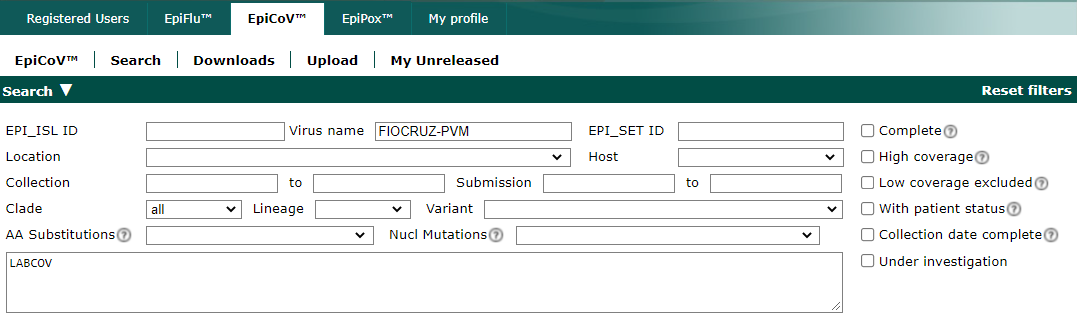 Registered Users EpiFlu™ EpiCoV™ EpiPox™ My profile
EpiCoV™ Search Downloads Upload My Unreleased
Search ▼ Reset filters
EPI_ISL ID Virus name FIOCRUZ-PVM EPI_SET ID Complete ?
Location Host High coverage ?
Collection to Submission to Low coverage excluded ?
Clade all Lineage Variant With patient status ?
AA Substitutions ? Nucl Mutations ? Collection date complete ?
LABCOV Under investigation